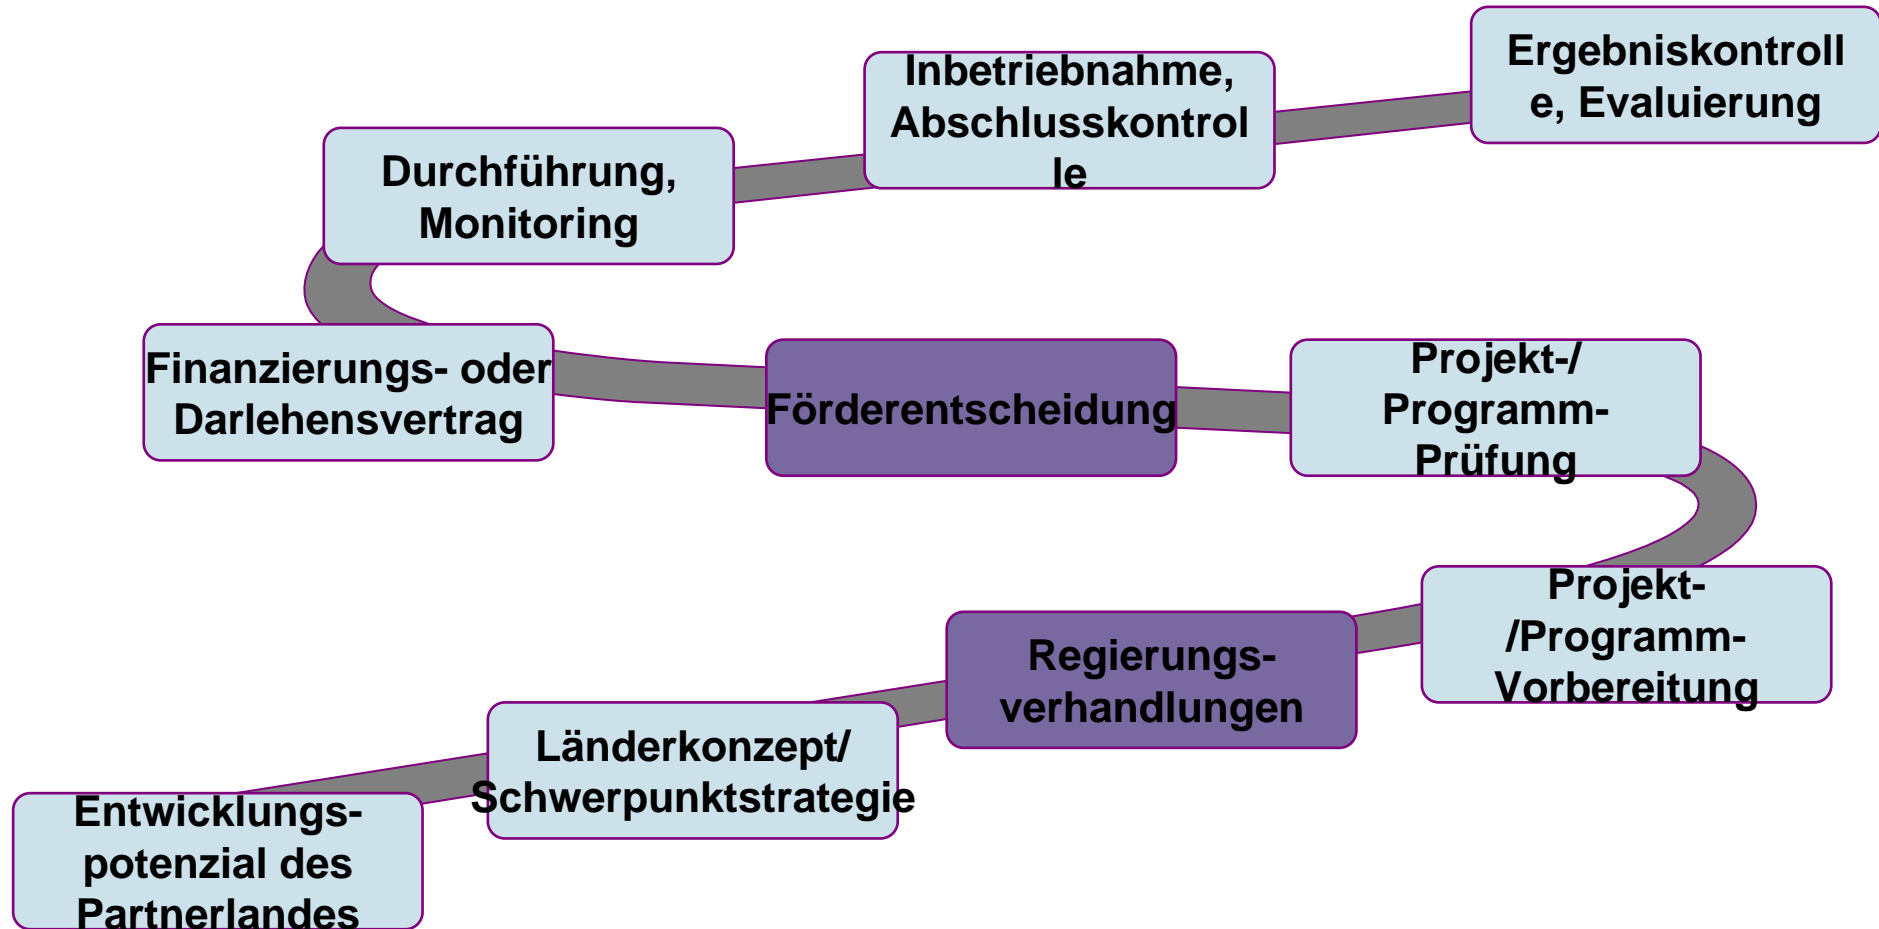 Ergebniskontroll
e, Evaluierung
Inbetriebnahme,
Abschlusskontrol
le
Durchführung,
Monitoring
Finanzierungs- oder
Darlehensvertrag
Förderentscheidung
Projekt-/
Programm-
Prüfung
Projekt-
/Programm-
Vorbereitung
Regierungs-
verhandlungen
Länderkonzept/
Schwerpunktstrategie
Entwicklungs-
potenzial des
Partnerlandes